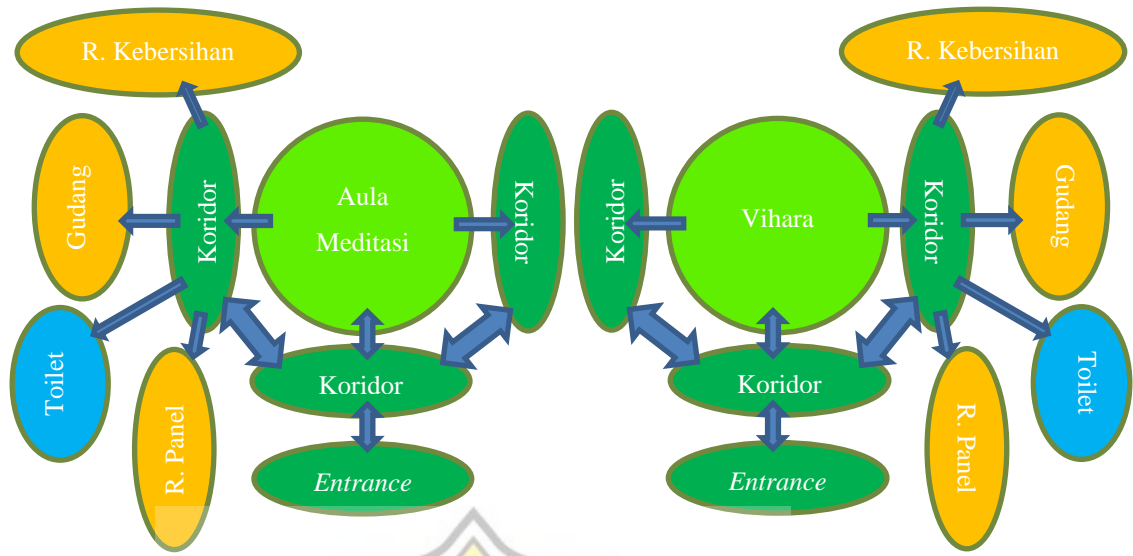 R. Kebersihan
R. Kebersihan
Gudang
Koridor
Aula
Meditasi
Koridor
Koridor
Vihara
Koridor
Gudang
Toilet
R. Panel
Koridor
Koridor
R. Panel
Toilet
Entrance
Entrance